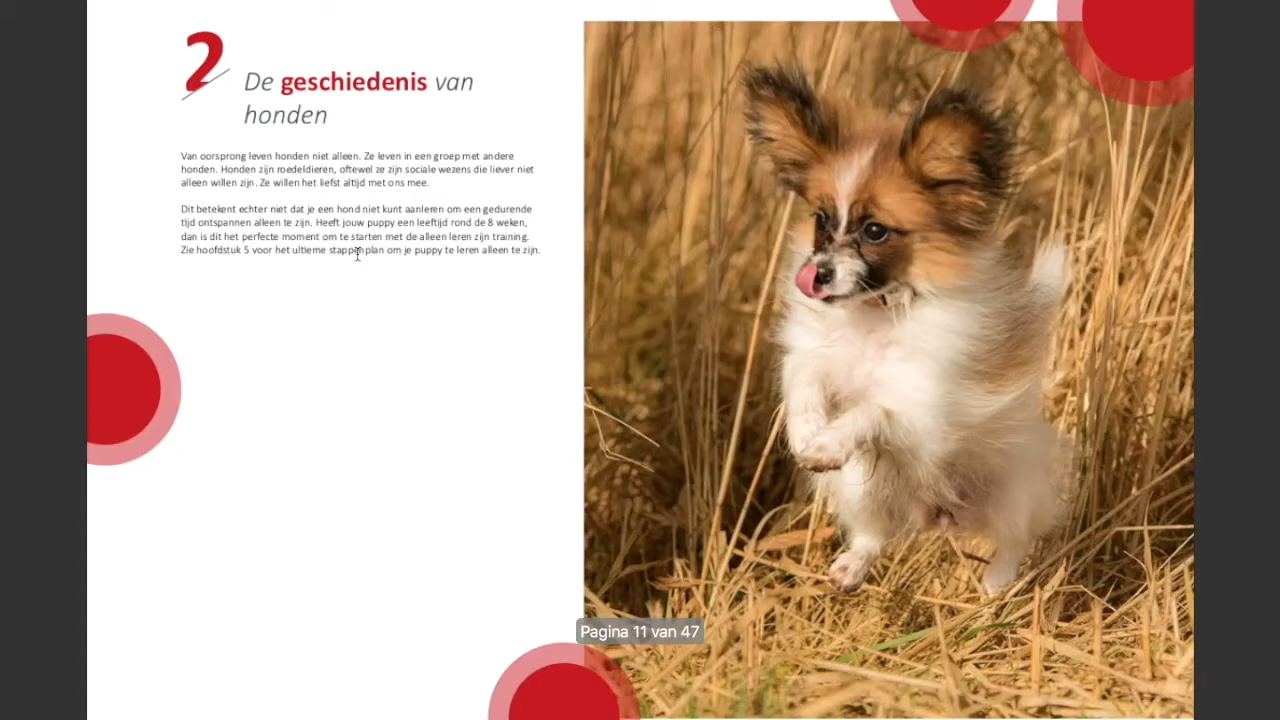 2
De geschiedenis van
honden
Van oorsprong leven honden niet alleen. Ze leven in een groep met andere
honden. Honden zijn roedeldieren, oftewel ze zijn sociale wezens die liever niet
alleen willen zijn. Ze willen het liefst altijd met ons mee.
Dit betekent echter niet dat je een hond niet kunt aanleren om een gedurende
tijd ontspannen alleen te zijn. Heeft jouw puppy een leeftijd rond de 8 weken,
dan is dit het perfecte moment om te starten met de alleen leren zijn training.
Zie hoofdstuk 5 voor het ultieme stappenplan om je puppy te leren alleen te zijn.
Pagina 11 van 47